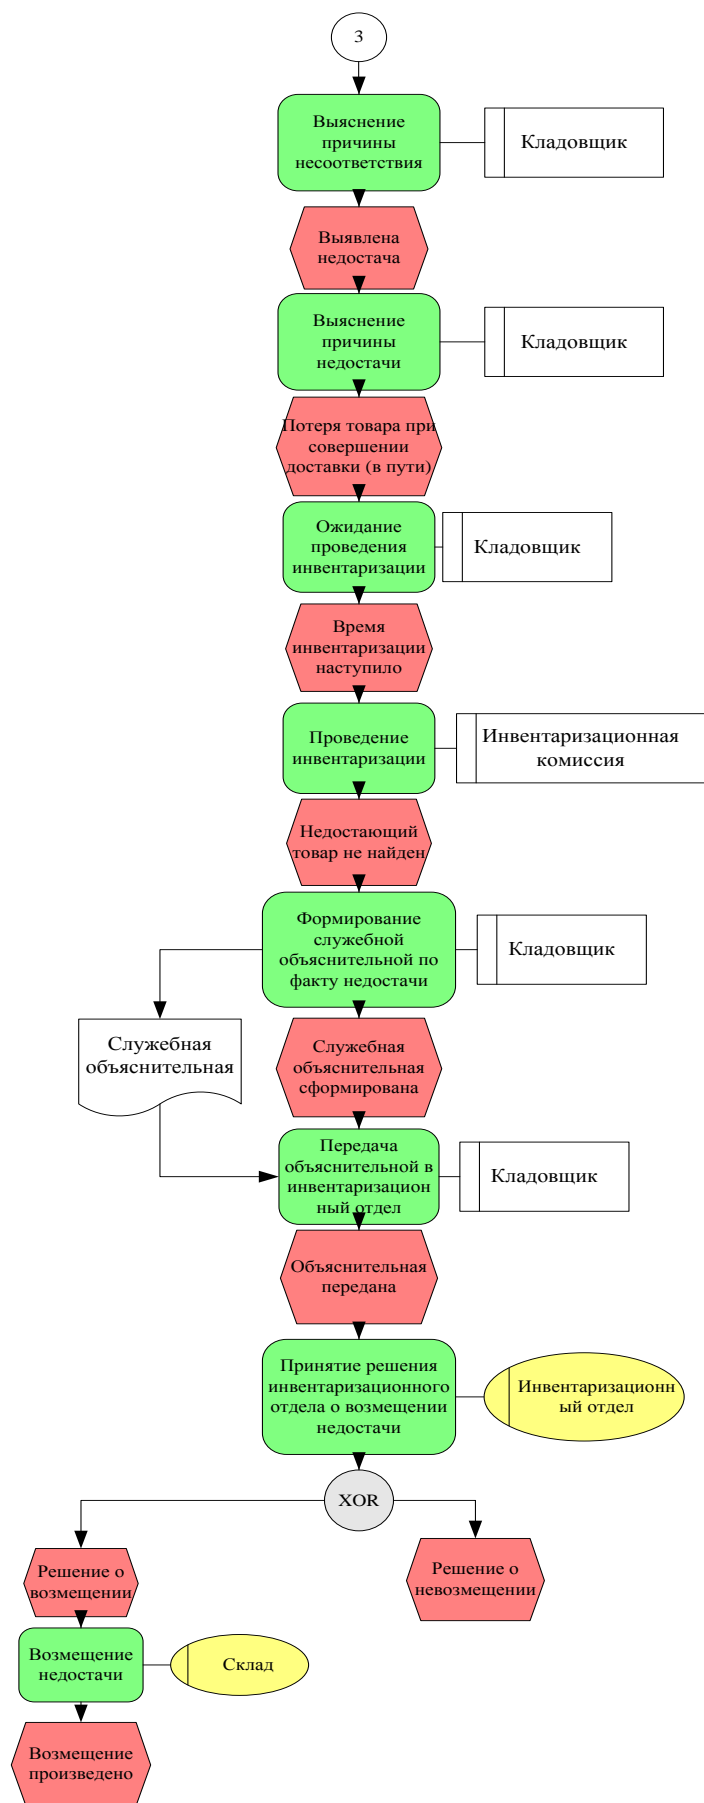 3
Выяснение
причины
несоответствия
Кладовщик
Выявлена
недостача
Выяснение
причины
недостачи
Кладовщик
Потеря товара при
совершении
доставки (в пути)
Ожидание
проведения
инвентаризации
Кладовщик
Время
инвентаризации
наступило
Проведение
инвентаризации
Инвентаризационная
комиссия
Недостающий
товар не найден
Формирование
служебной
объяснительной по
факту недостачи
Кладовщик
Служебная
объяснительная
Служебная
объяснительная
сформирована
Передача
объяснительной в
инвентаризацион
ный отдел
Кладовщик
Объяснительная
передана
Принятие решения
инвентаризационного
отдела о возмещении
недостачи
Инвентаризационн
ый отдел
XOR
Решение о
возмещении
Решение о
невозмещении
Возмещение
недостачи
Склад
Возмещение
произведено